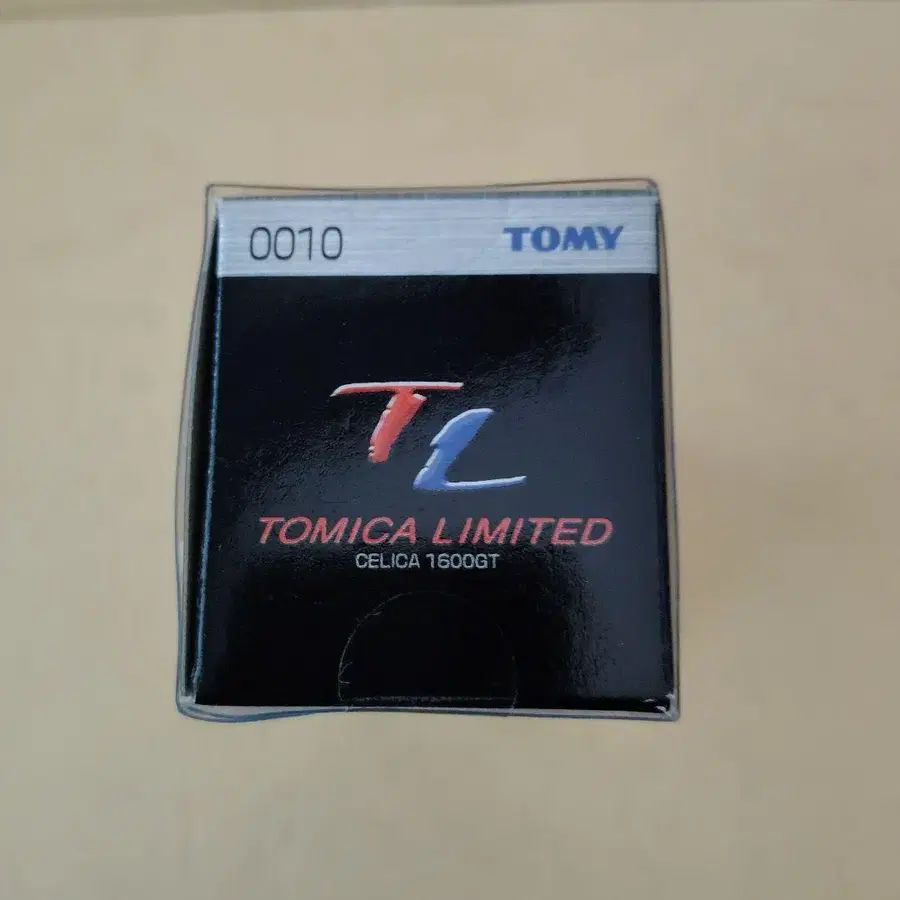 0010 TOMY
TL
TOMICA LIMITED
CELICA 1600GT